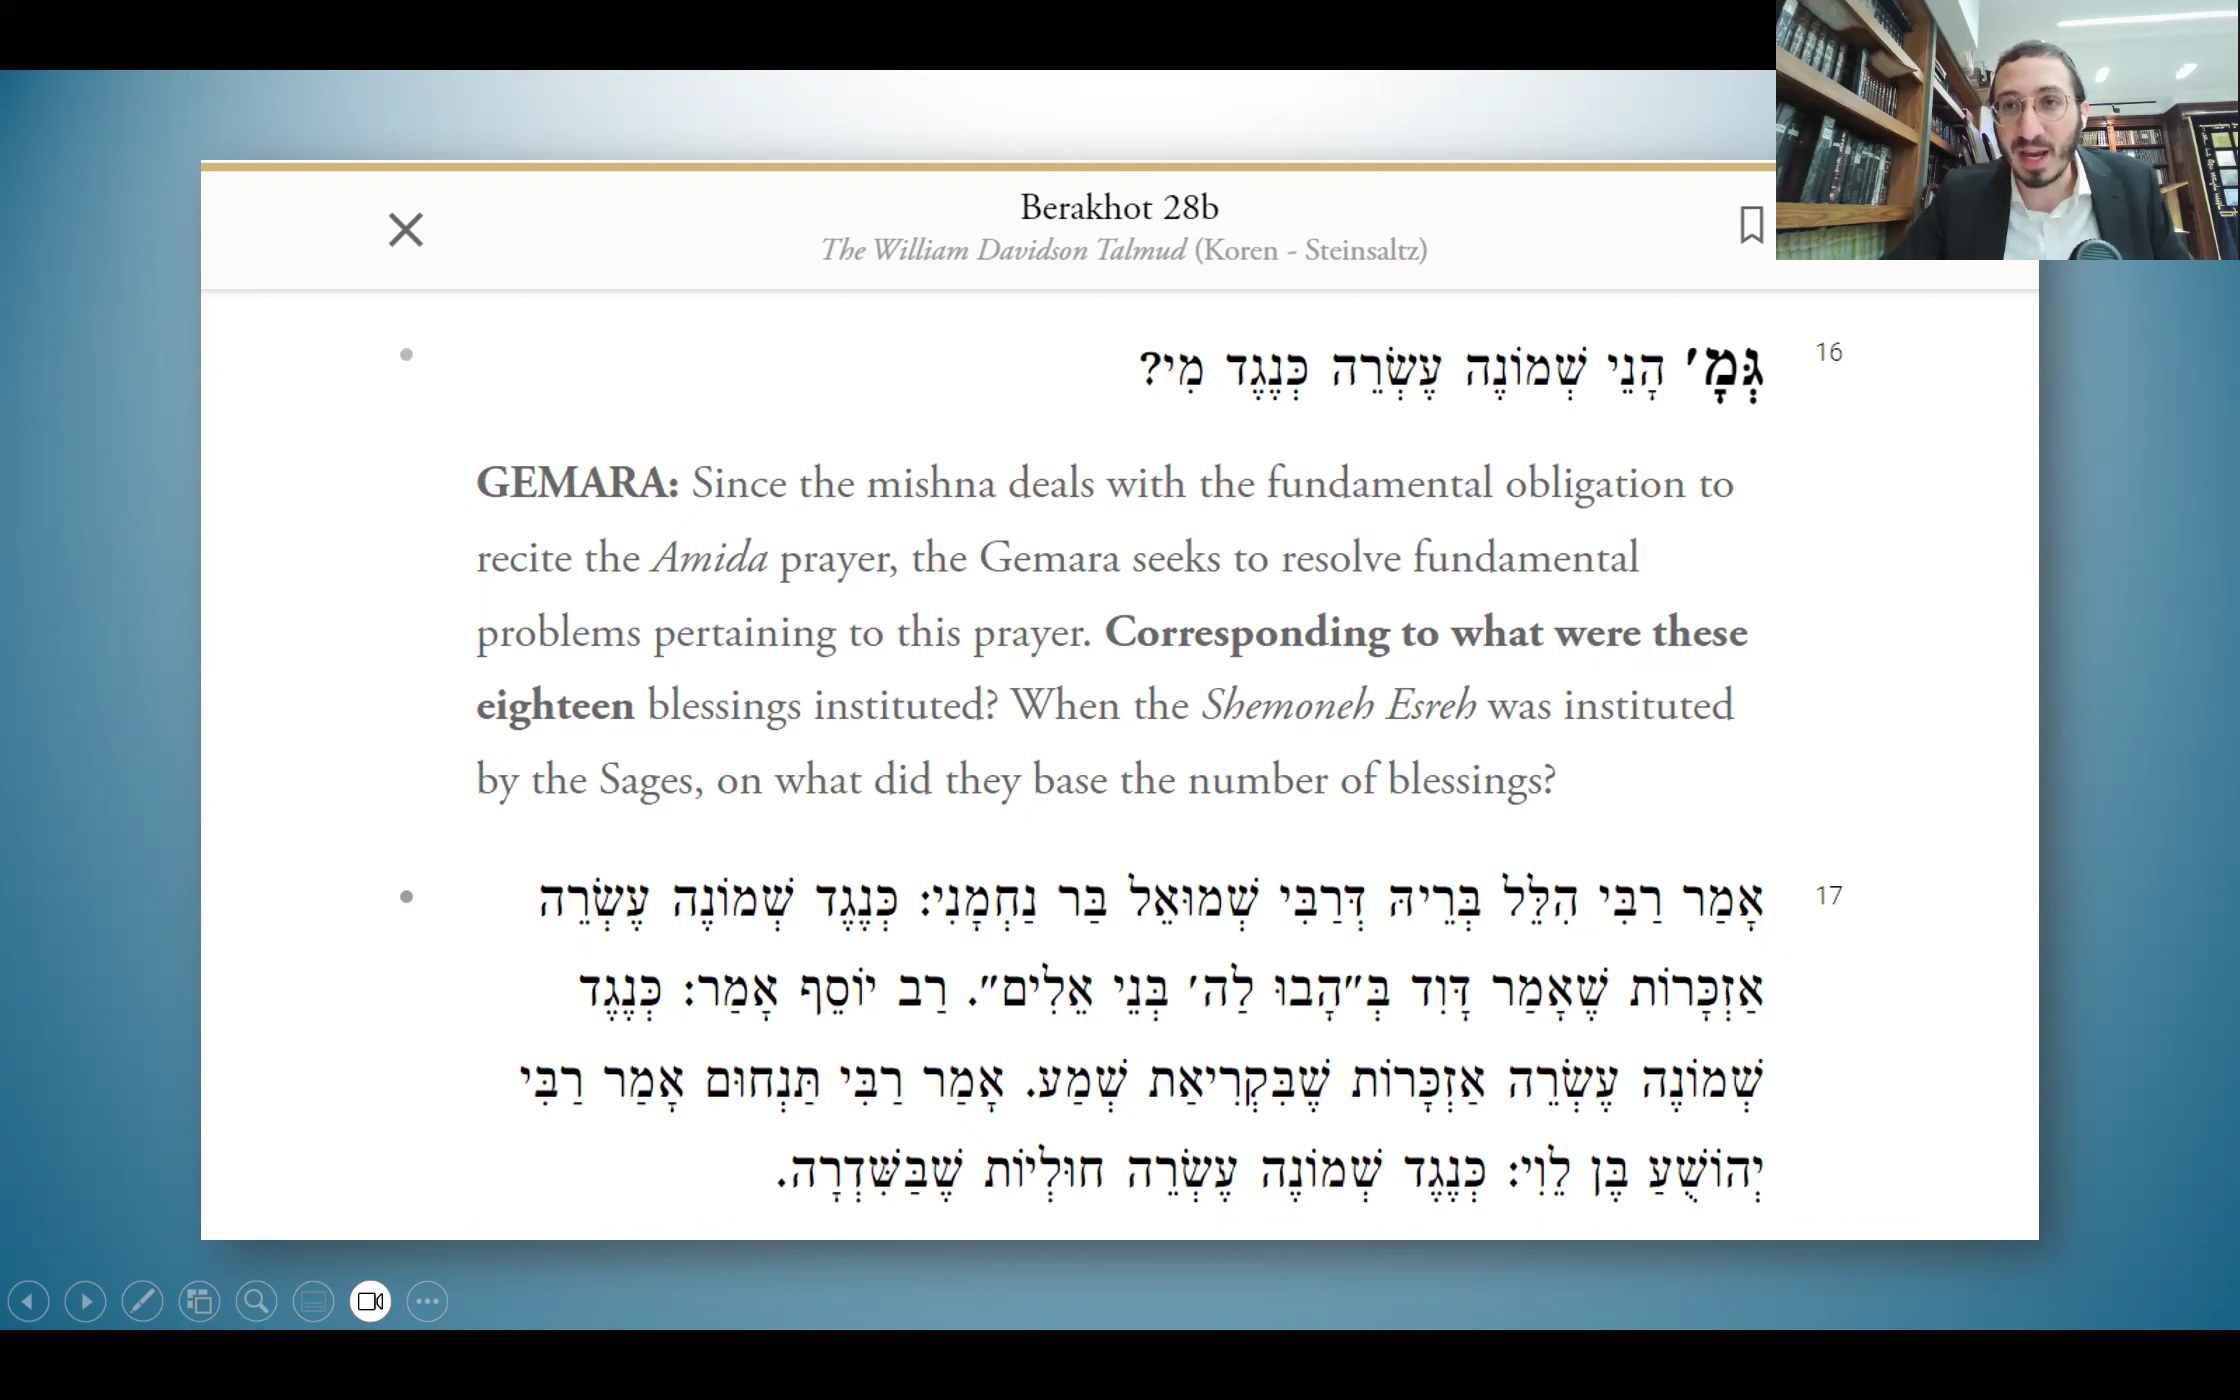 Berakhot 28b
The William Davidson Talmud (Koren - Steinsaltz)
16
גְּמָ׳ הָנֵי שְׁמוֹנֶה עֶשְׂרֵה כְּנֶגֶד מִי?
GEMARA: Since the mishna deals with the fundamental obligation to
recite the Amida prayer, the Gemara seeks to resolve fundamental
problems pertaining to this prayer. Corresponding to what were these
eighteen blessings instituted? When the Shemoneh Esreh was instituted
by the Sages, on what did they base the number of blessings?
17
אָמַר רַבִּי הִלֵּל בְּרֵיהּ דְּרַבִּי שְׁמוּאֵל בַּר נַחְמָנִי: כְּנֶגֶד שְׁמוֹנֶה עֶשְׂרֵה
אַזְכָּרוֹת שֶׁאָמַר דָּוִד בְּ״הָבוּ לַה׳ בְּנֵי אֵלִים״. רַב יוֹסֵף אָמַר: כְּנֶגֶד
שְׁמוֹנֶה עֶשְׂרֵה אַזְכָּרוֹת שֶׁבִּקְרִיאַת שְׁמַע. אָמַר רַבִּי תַּנְחוּם אָמַר רַבִּי
יְהוֹשֻׁעַ בֶּן לֵוִי: כְּנֶגֶד שְׁמוֹנֶה עֶשְׂרֵה חוּלְיוֹת שֶׁבַּשִּׁדְרָה.